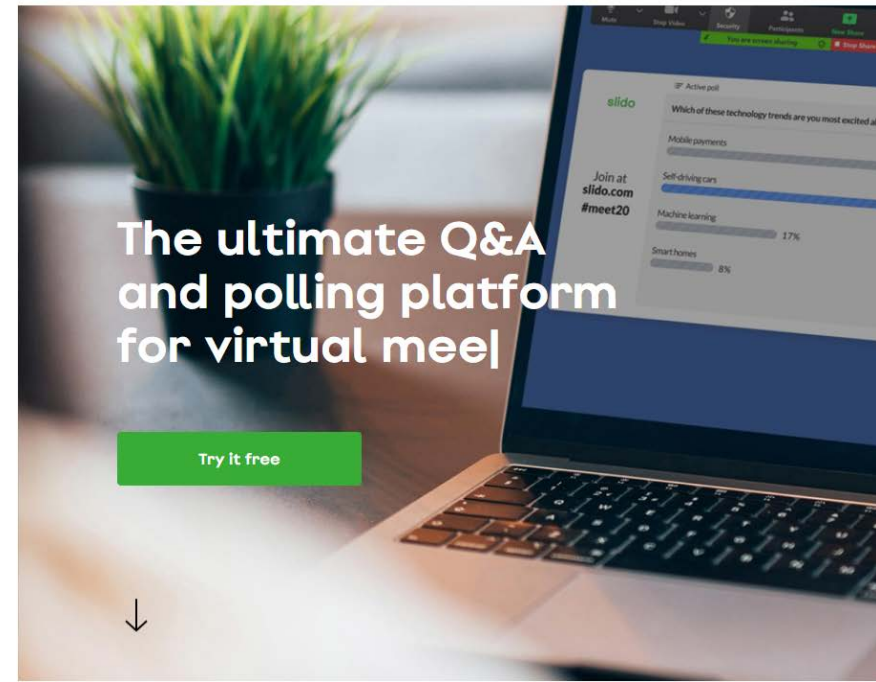 Mute
Stop Video
Security
Participants
New Share
You are screen sharing
Stop Share
Active poll
slido
Which of these technology trends are you most excited
Mobile payments
Self-driving cars
Join at
slido.com
#meet20
Machine learning
17%
Smart homes
8%
The ultimate Q&A
and polling platform
for virtual mee|
Try it free